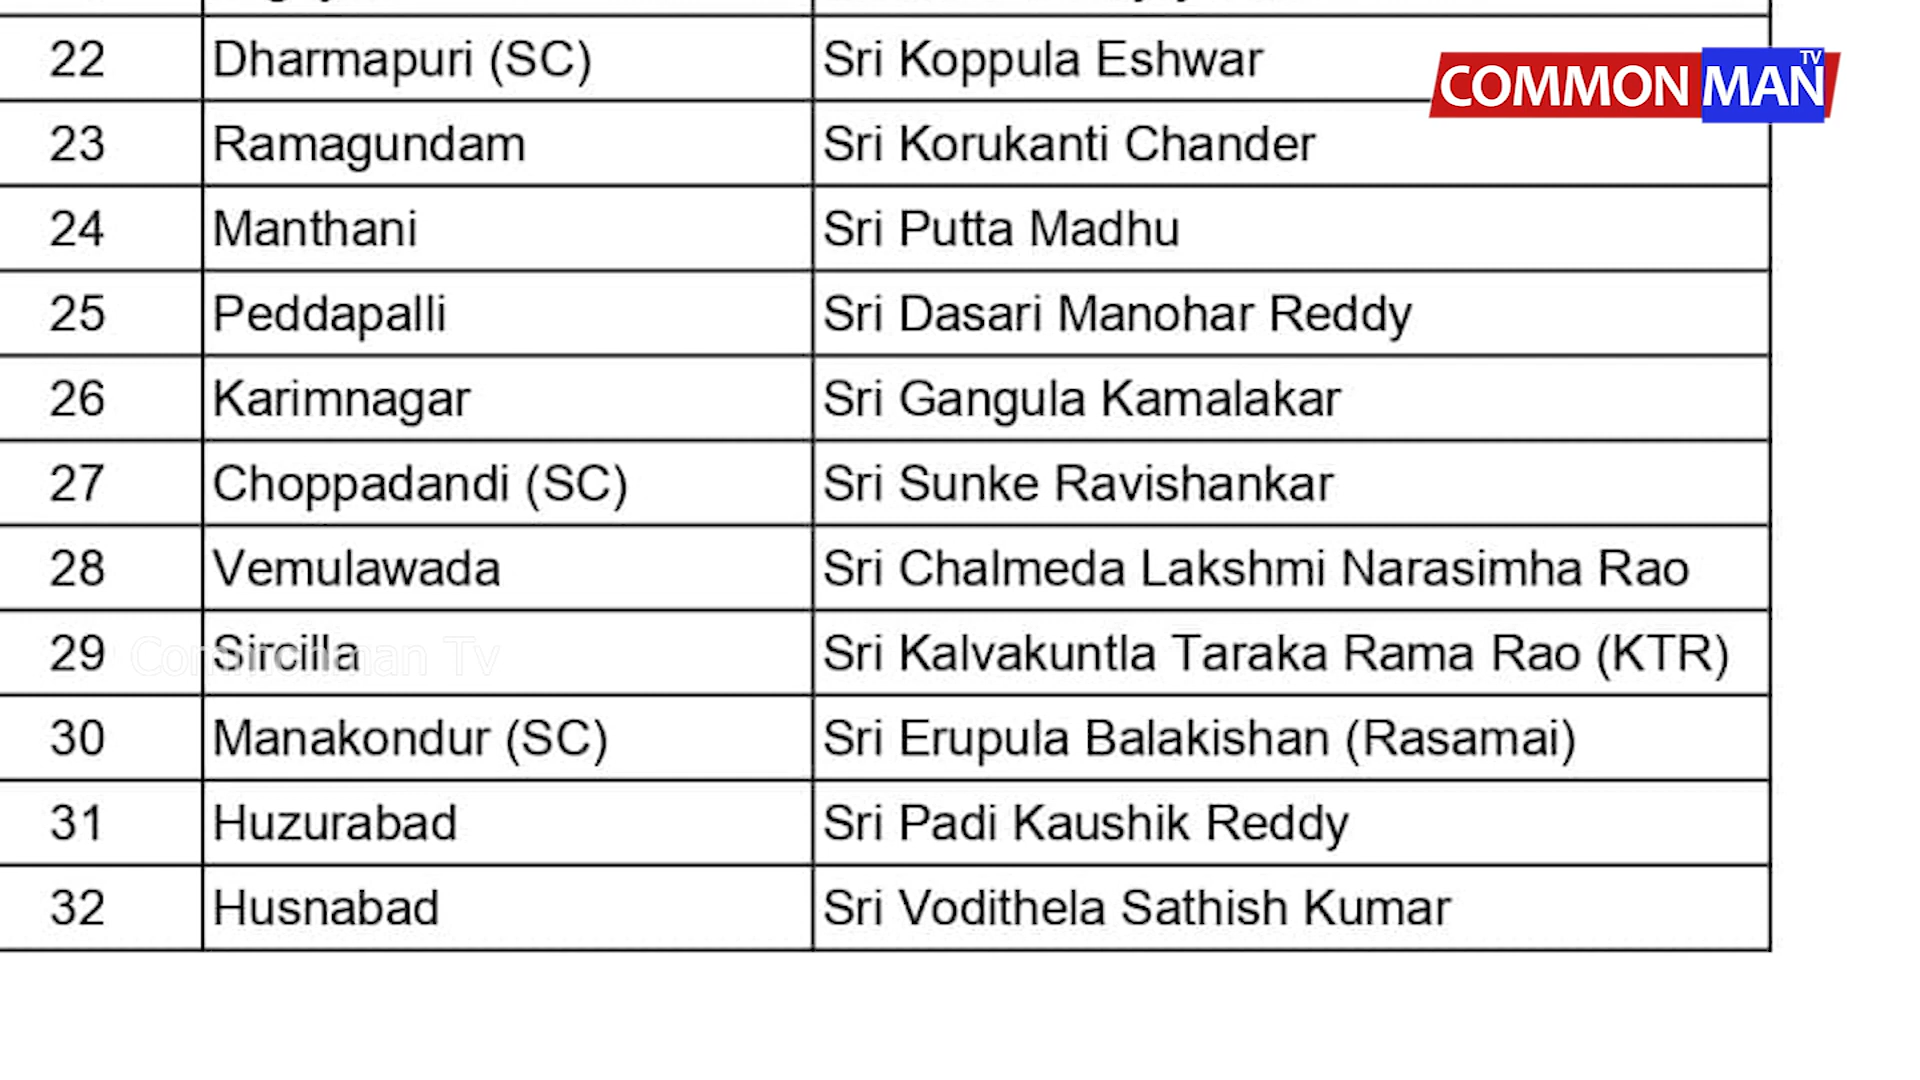 22 Dharmapuri (SC) Sri Koppula Eshwar
COMMON MAN TV
23 Ramagundam Sri Korukanti Chander
24 Manthani Sri Putta Madhu
25 Peddapalli Sri Dasari Manohar Reddy
26 Karimnagar Sri Gangula Kamalakar
27 Choppadandi (SC) Sri Sunke Ravishankar
28 Vemulawada Sri Chalmeda Lakshmi Narasimha Rao
29 Sircilla Sri Kalvakuntla Taraka Rama Rao (KTR)
Commonman Tv
30 Manakondur (SC) Sri Erupula Balakishan (Rasamai)
31 Huzurabad Sri Padi Kaushik Reddy
32 Husnabad Sri Vodithela Sathish Kumar